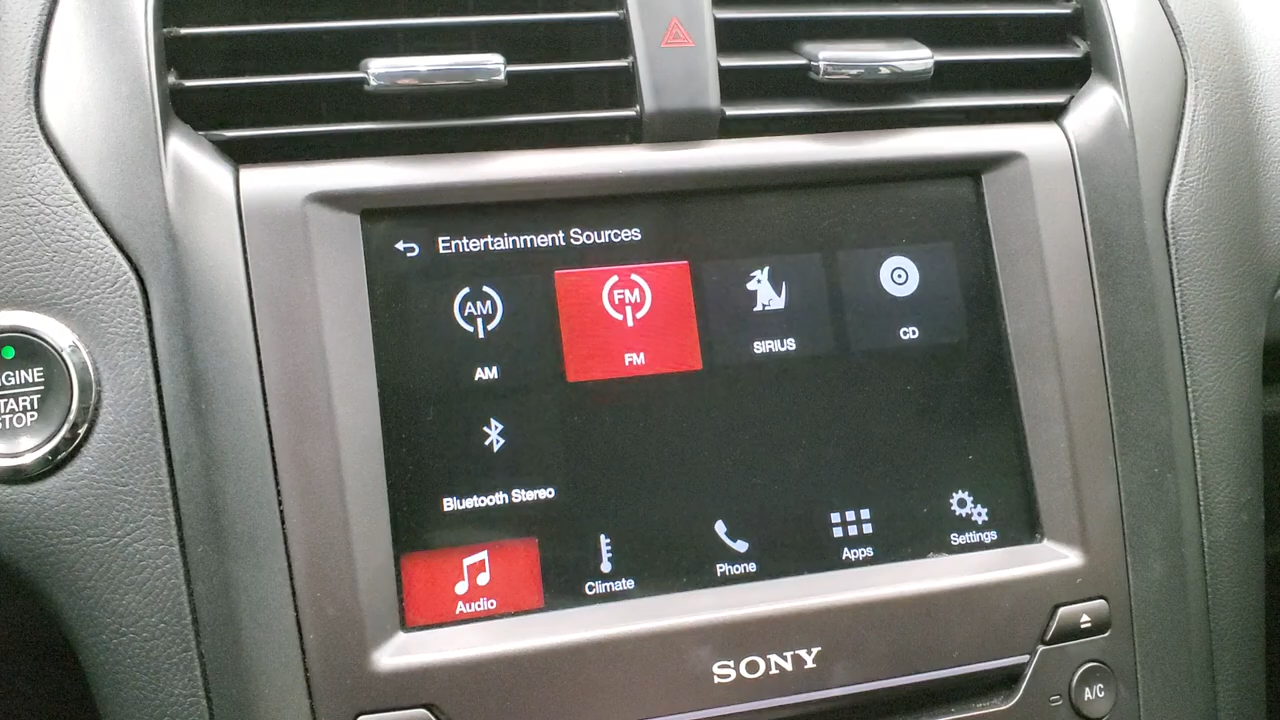 Entertainment Sources
AM
FM
AM
FM
SIRIUS
CD
Bluetooth Stereo
Audio
Climate
Phone
Apps
Settings
GINE
TART
STOP
SONY
A/C